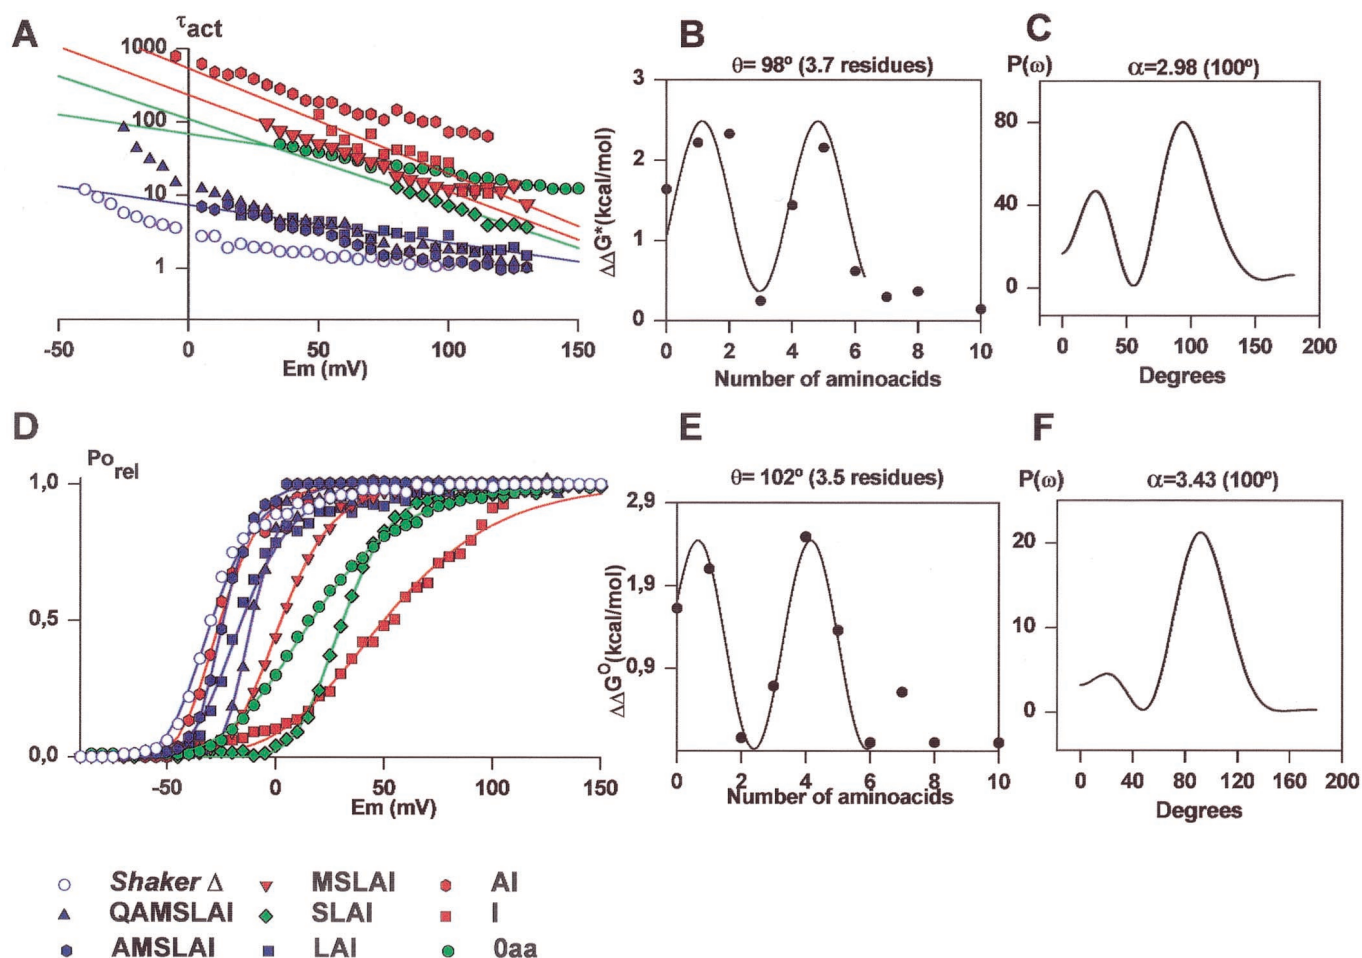 A
τact
1000
100
10
1
-50
0
50
100
150
Em (mV)
B
θ= 98º (3.7 residues)
ΔΔG*(kcal/mol)
3
2
1
0
0
2
4
6
8
10
Number of aminoacids
C
P(ω)
α=2.98 (100º)
80
40
0
0
50
100
150
200
Degrees
D
Porel
1,0
0,5
0,0
-50
0
50
100
150
Em (mV)
E
θ= 102º (3.5 residues)
ΔΔGO(kcal/mol)
2,9
1,9
0,9
0
2
4
6
8
10
Number of aminoacids
F
P(ω)
α=3.43 (100º)
20
10
0
0
40
80
120
160
200
Degrees
Shaker Δ
MSLAI
AI
QAMSLAI
SLAI
I
AMSLAI
LAI
0aa